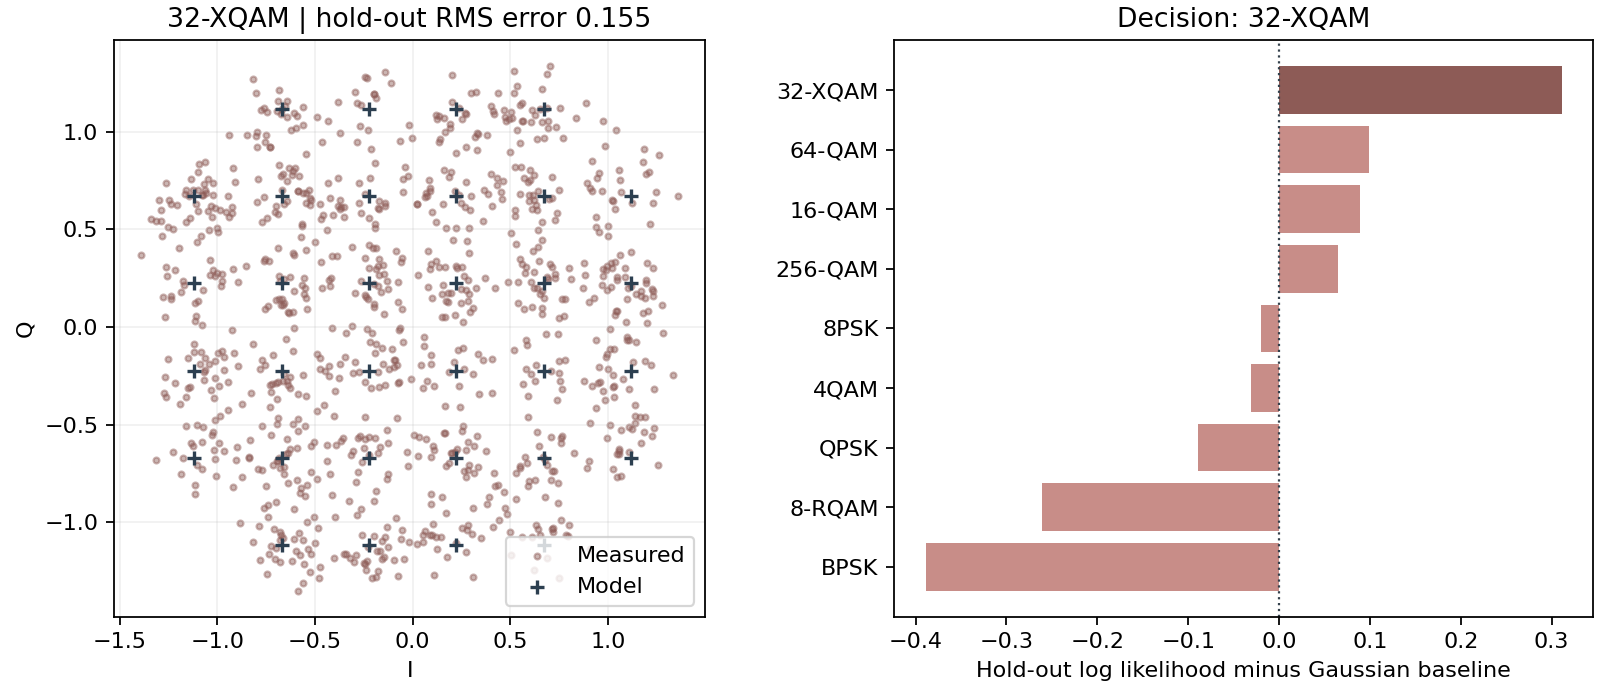 32-XQAM | hold-out RMS error 0.155
1.0
0.5
0.0
−0.5
−1.0
Q
−1.5
−1.0
−0.5
0.0
0.5
1.0
I
Measured
Model
Decision: 32-XQAM
32-XQAM
64-QAM
16-QAM
256-QAM
8PSK
4QAM
QPSK
8-RQAM
BPSK
−0.4
−0.3
−0.2
−0.1
0.0
0.1
0.2
0.3
Hold-out log likelihood minus Gaussian baseline